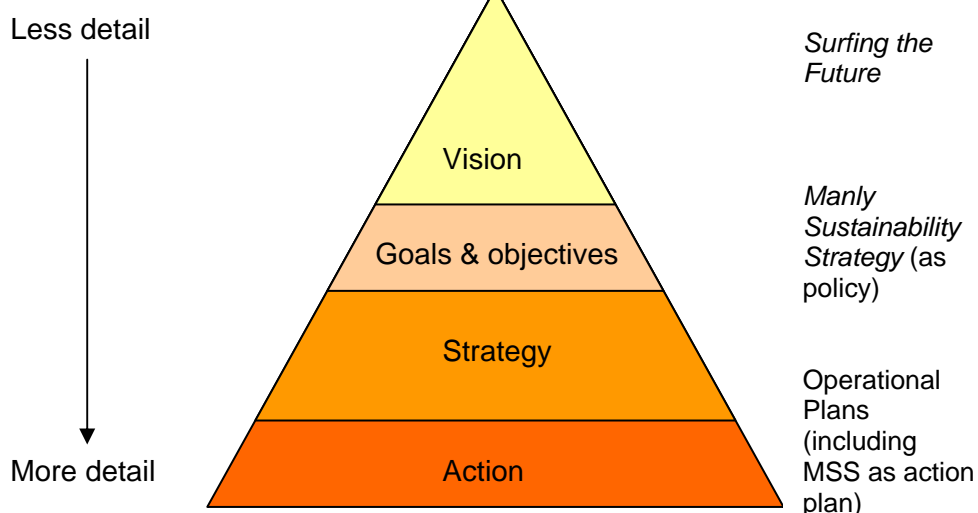 Less detail
More detail
Vision
Goals & objectives
Strategy
Action
Surfing the
Future
Manly
Sustainability
Strategy (as
policy)
Operational
Plans
(including
MSS as action
plan)